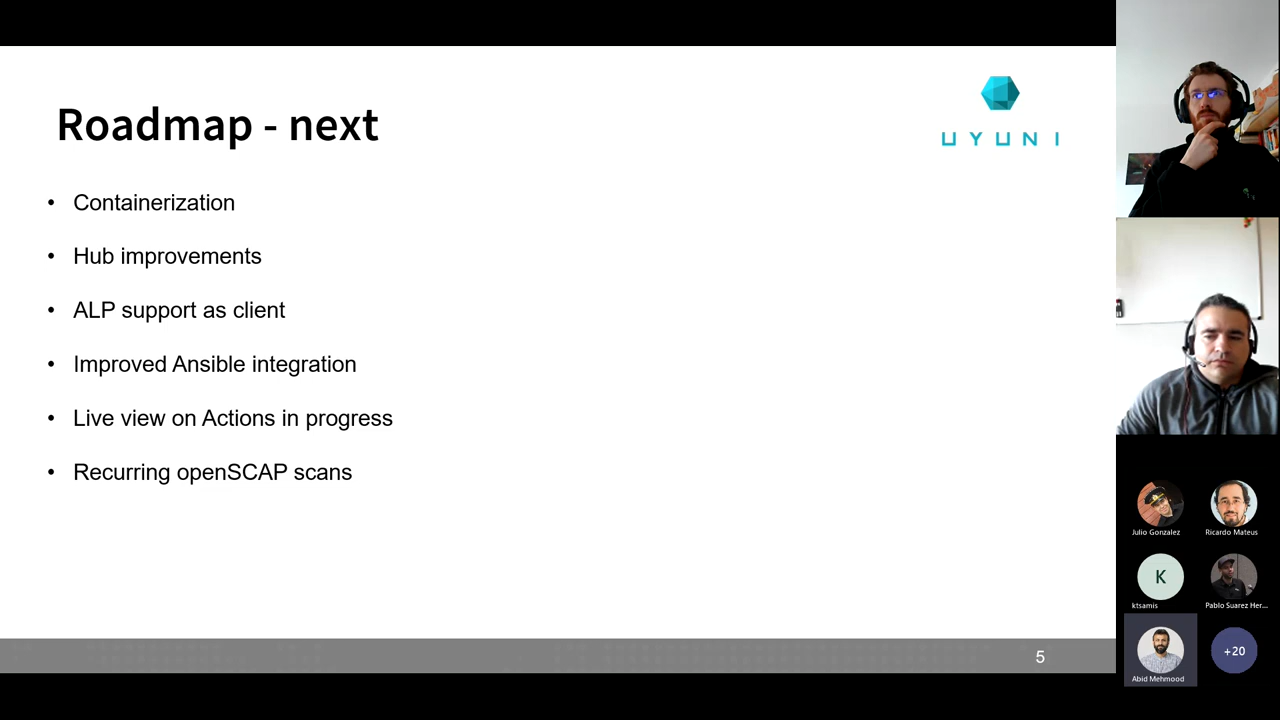 Roadmap - next
UYUNI
• Containerization
• Hub improvements
• ALP support as client
• Improved Ansible integration
• Live view on Actions in progress
• Recurring openSCAP scans
5
Julio Gonzalez
Ricardo Mateus
K
ktsamis
Pablo Suarez Her...
Abid Mehmood
+20